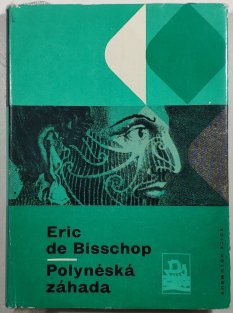 Eric
de Bisschop
Polynéská
záhada